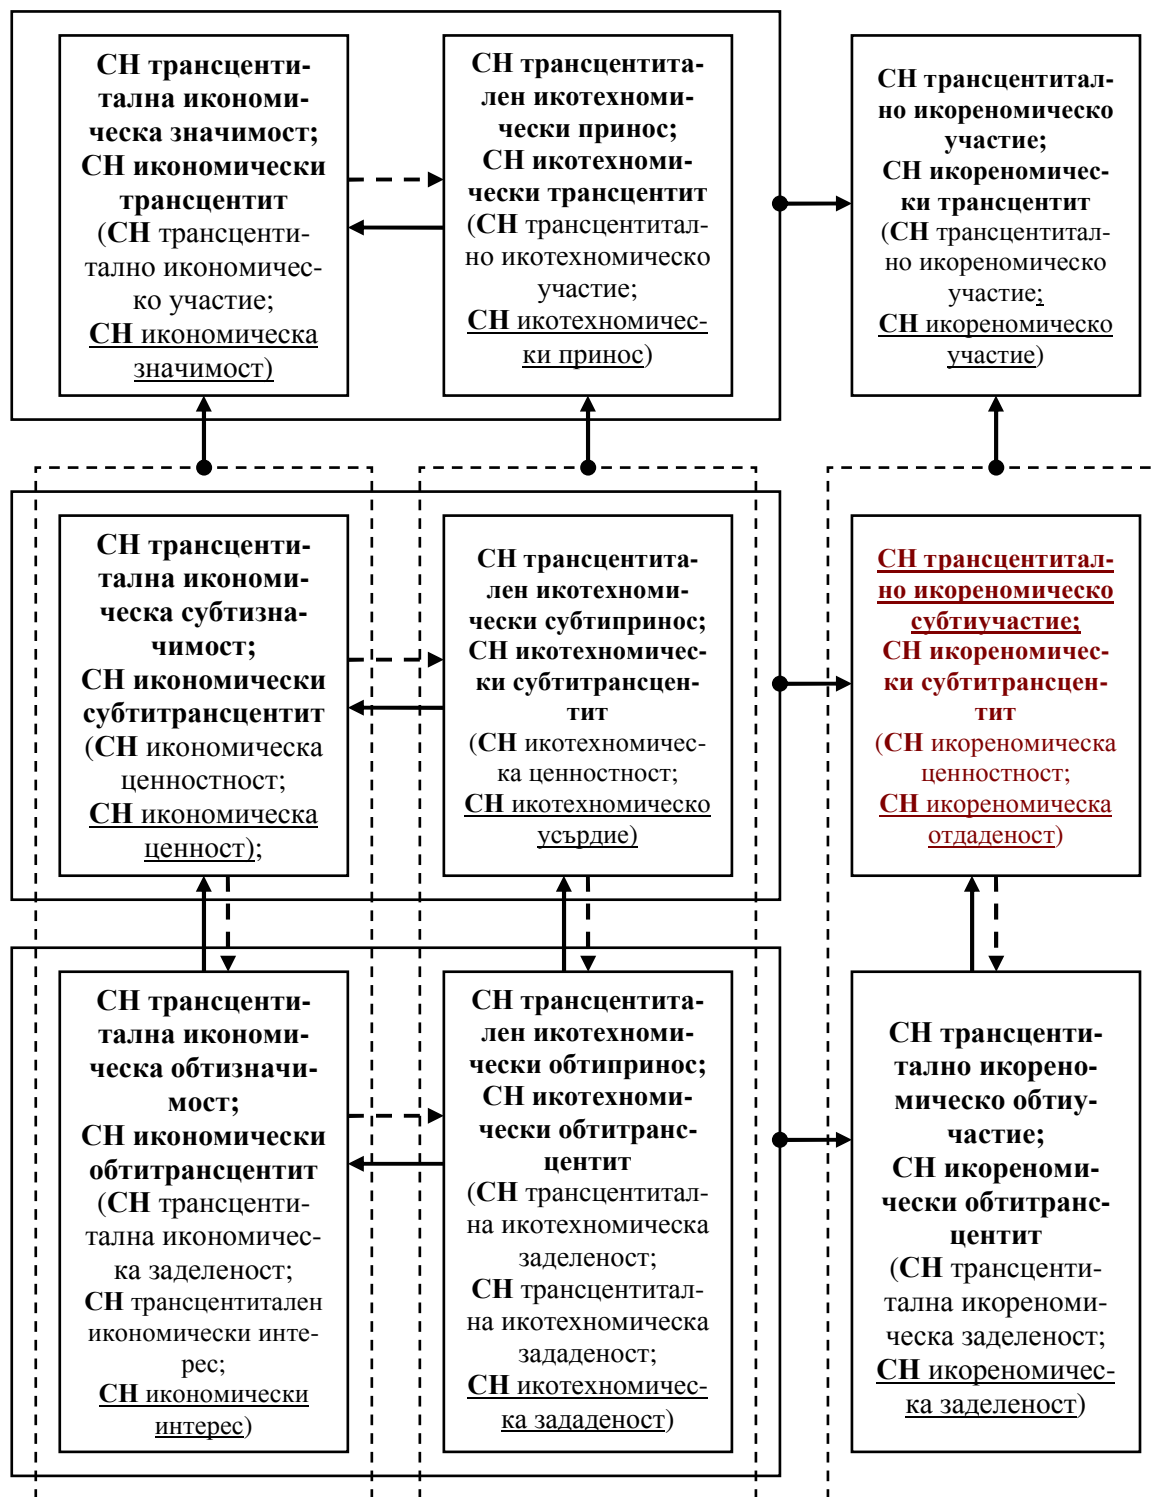 СН трансценти-
тална икономи-
ческа значимост;
СН икономически
трансцентит
(СН трансценти-
тално икономичес-
ко участие;
СН икономическа
значимост)
СН трансцентита-
лен икотехноми-
чески принос;
СН икотехноми-
чески трансцентит
(СН трансцентитал-
но икотехномическо
участие;
СН икотехномичес-
ки принос)
СН трансцентитал-
но икореномическо
участие;
СН икореномичес-
ки трансцентит
(СН трансцентитал-
но икореномическо
участие;
СН икореномическо
участие)
СН трансценти-
тална икономи-
ческа субтизна-
чимост;
СН икономически
субтитрансцентит
(СН икономическа
ценностност;
СН икономическа
ценност);
СН трансцентита-
лен икотехноми-
чески субтипринос;
СН икотехномичес-
ки субтитрансцен-
тит
(СН икотехномичес-
ка ценностност;
СН икотехномическо
усърдие)
СН трансцентитал-
но икореномическо
субтиучастие;
СН икореномичес-
ки субтитрансцен-
тит
(СН икореномическа
ценностност;
СН икореномическа
отдаденост)
СН трансценти-
тална икономи-
ческа обтизначи-
мост;
СН икономически
обтитрансцентит
(СН трансценти-
тална икономичес-
ка заделеност;
СН трансцентитален
икономически инте-
рес;
СН икономически
интерес)
СН трансцентита-
лен икотехноми-
чески обтипринос;
СН икотехноми-
чески обтитранс-
центит
(СН трансцентитал-
на икотехномическа
заделеност;
СН трансцентитал-
на икотехномическа
зададеност;
СН икотехномичес-
ка зададеност)
СН трансценти-
тално икорено-
мическо обтиу-
частие;
СН икореноми-
чески обтитранс-
центит
(СН трансценти-
тална икореноми-
ческа заделеност;
СН икореномичес-
ка заделеност)